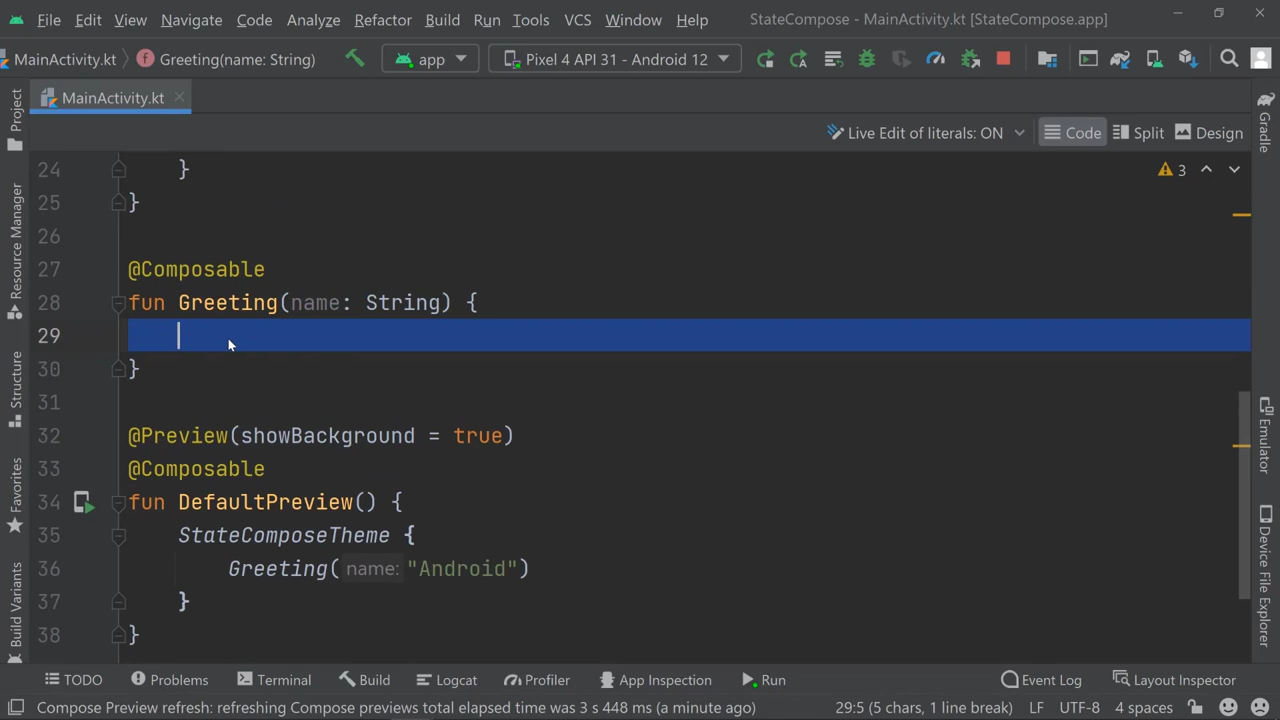 File Edit View Navigate Code Analyze Refactor Build Run Tools VCS Window Help StateCompose - MainActivity.kt [StateCompose.app]
MainActivity.kt Greeting(name: String) app Pixel 4 API 31 - Android 12
MainActivity.kt
Live Edit of literals: ON Code Split Design
24 }
25 }
26
27 @Composable
28 fun Greeting(name: String) {
29
30 }
31
32 @Preview(showBackground = true)
33 @Composable
34 fun DefaultPreview() {
35 StateComposeTheme {
36 Greeting( name: "Android")
37 }
38 }
3
Project
Resource Manager
Structure
Favorites
Build Variants
Gradle
Emulator
Device File Explorer
TODO Problems Terminal Build Logcat Profiler App Inspection Run Event Log Layout Inspector
Compose Preview refresh: refreshing Compose previews total elapsed time was 3 s 448 ms (a minute ago) 29:5 (5 chars, 1 line break) LF UTF-8 4 spaces